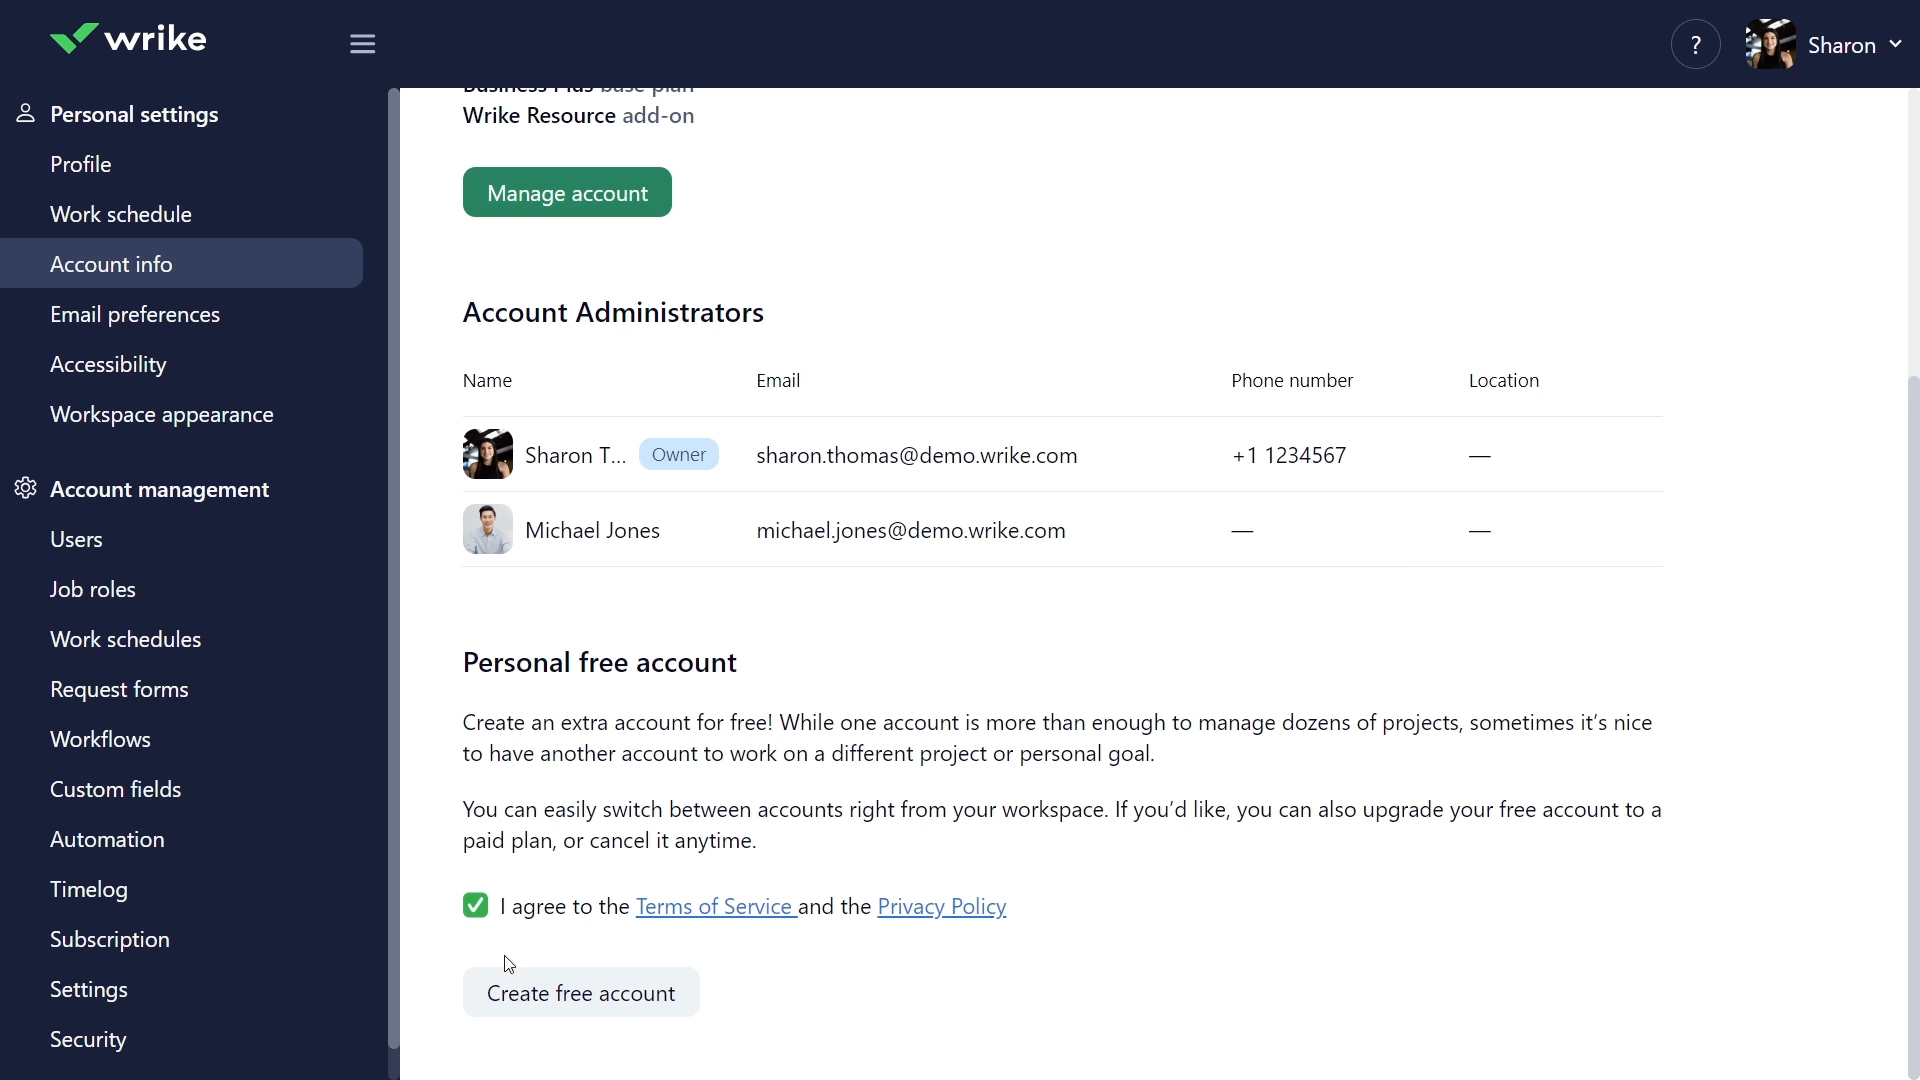 wrike
?
Sharon
Personal settings
Profile
Work schedule
Account info
Email preferences
Accessibility
Workspace appearance
Account management
Users
Job roles
Work schedules
Request forms
Workflows
Custom fields
Automation
Timelog
Subscription
Settings
Security
Business Plus base plan
Wrike Resource add-on
Manage account
Account Administrators
Name Email Phone number Location
Sharon T... Owner sharon.thomas@demo.wrike.com +1 1234567 —
Michael Jones michael.jones@demo.wrike.com — —
Personal free account
Create an extra account for free! While one account is more than enough to manage dozens of projects, sometimes it’s nice
to have another account to work on a different project or personal goal.
You can easily switch between accounts right from your workspace. If you’d like, you can also upgrade your free account to a
paid plan, or cancel it anytime.
I agree to the Terms of Service and the Privacy Policy
Create free account